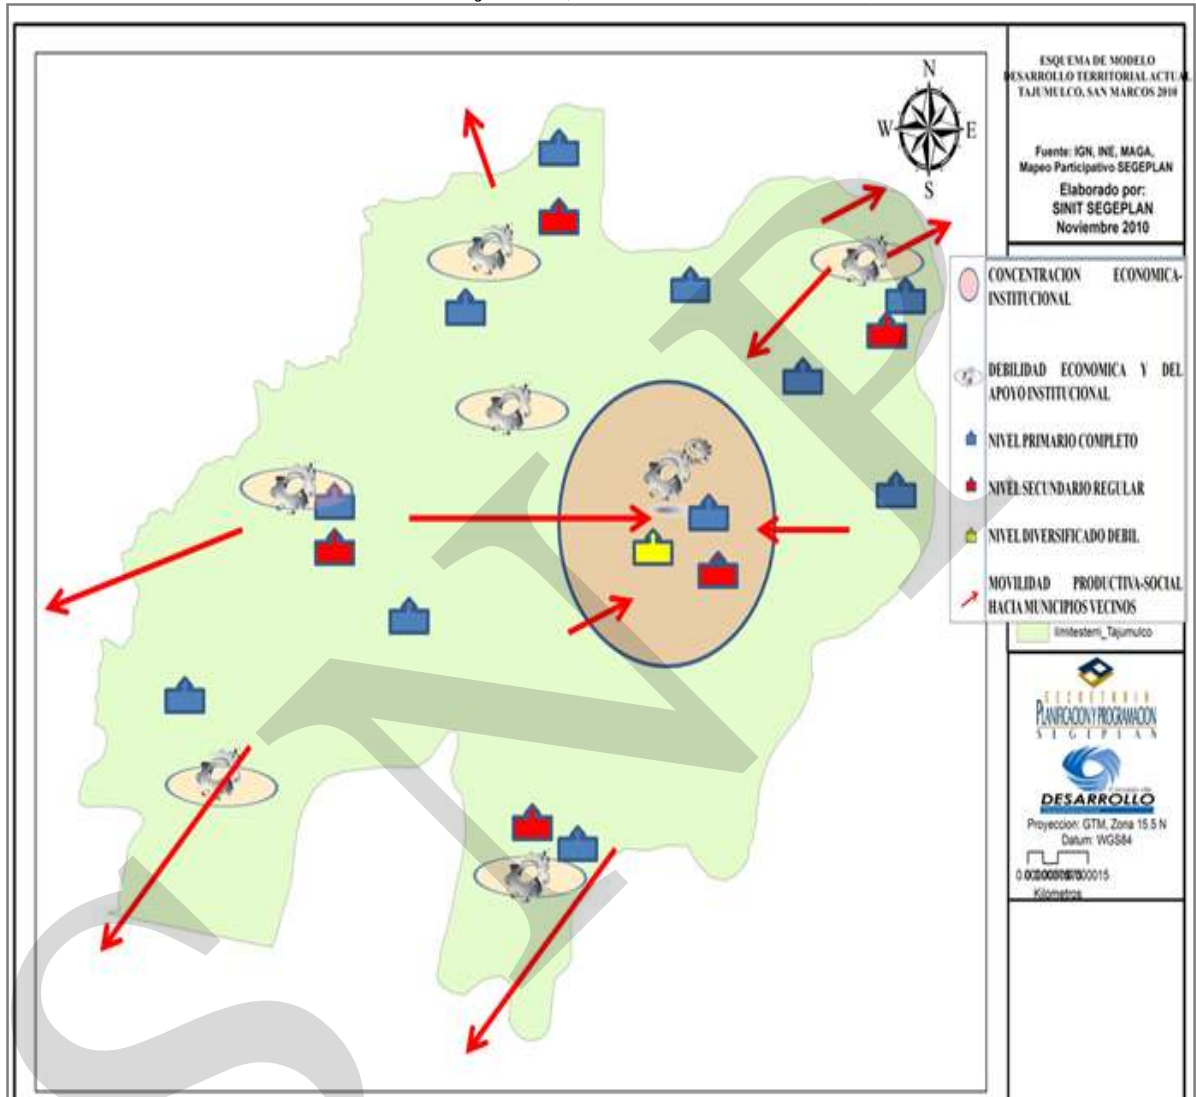 ESQUEMA DE MODELO
DESARROLLO TERRITORIAL ACTUAL
TAJUMULCO, SAN MARCOS 2010
Fuente: IGN, INE, MAGA,
Mapeo Participativo SEGEPLAN
Elaborado por:
SINIT SEGEPLAN
Noviembre 2010
N
W E
S
CONCENTRACION ECONOMICA-
INSTITUCIONAL
DEBILIDAD ECONOMICA Y DEL
APOYO INSTITUCIONAL
NIVEL PRIMARIO COMPLETO
NIVEL SECUNDARIO REGULAR
NIVEL DIVERSIFICADO DEBIL
MOVILIDAD PRODUCTIVA-SOCIAL
HACIA MUNICIPIOS VECINOS
limitesterri_Tajumulco
SECRETARIA
PLANIFICACION Y PROGRAMACION
SEGEPLAN
DESARROLLO
Proyeccion: GTM, Zona 15.5 N
Datum: WGS84
Kilometros
SNIP